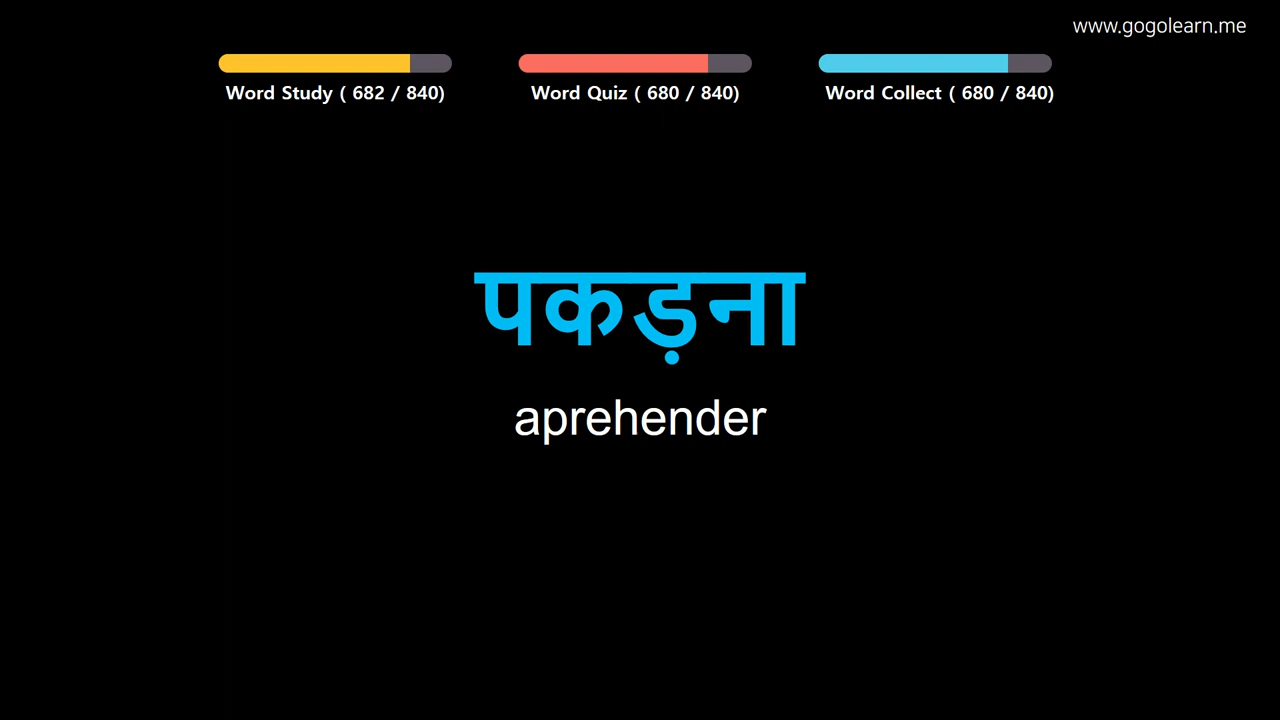 www.gogolearn.me
Word Study ( 682 / 840)
Word Quiz ( 680 / 840)
Word Collect ( 680 / 840)
पकड़ना
aprehender